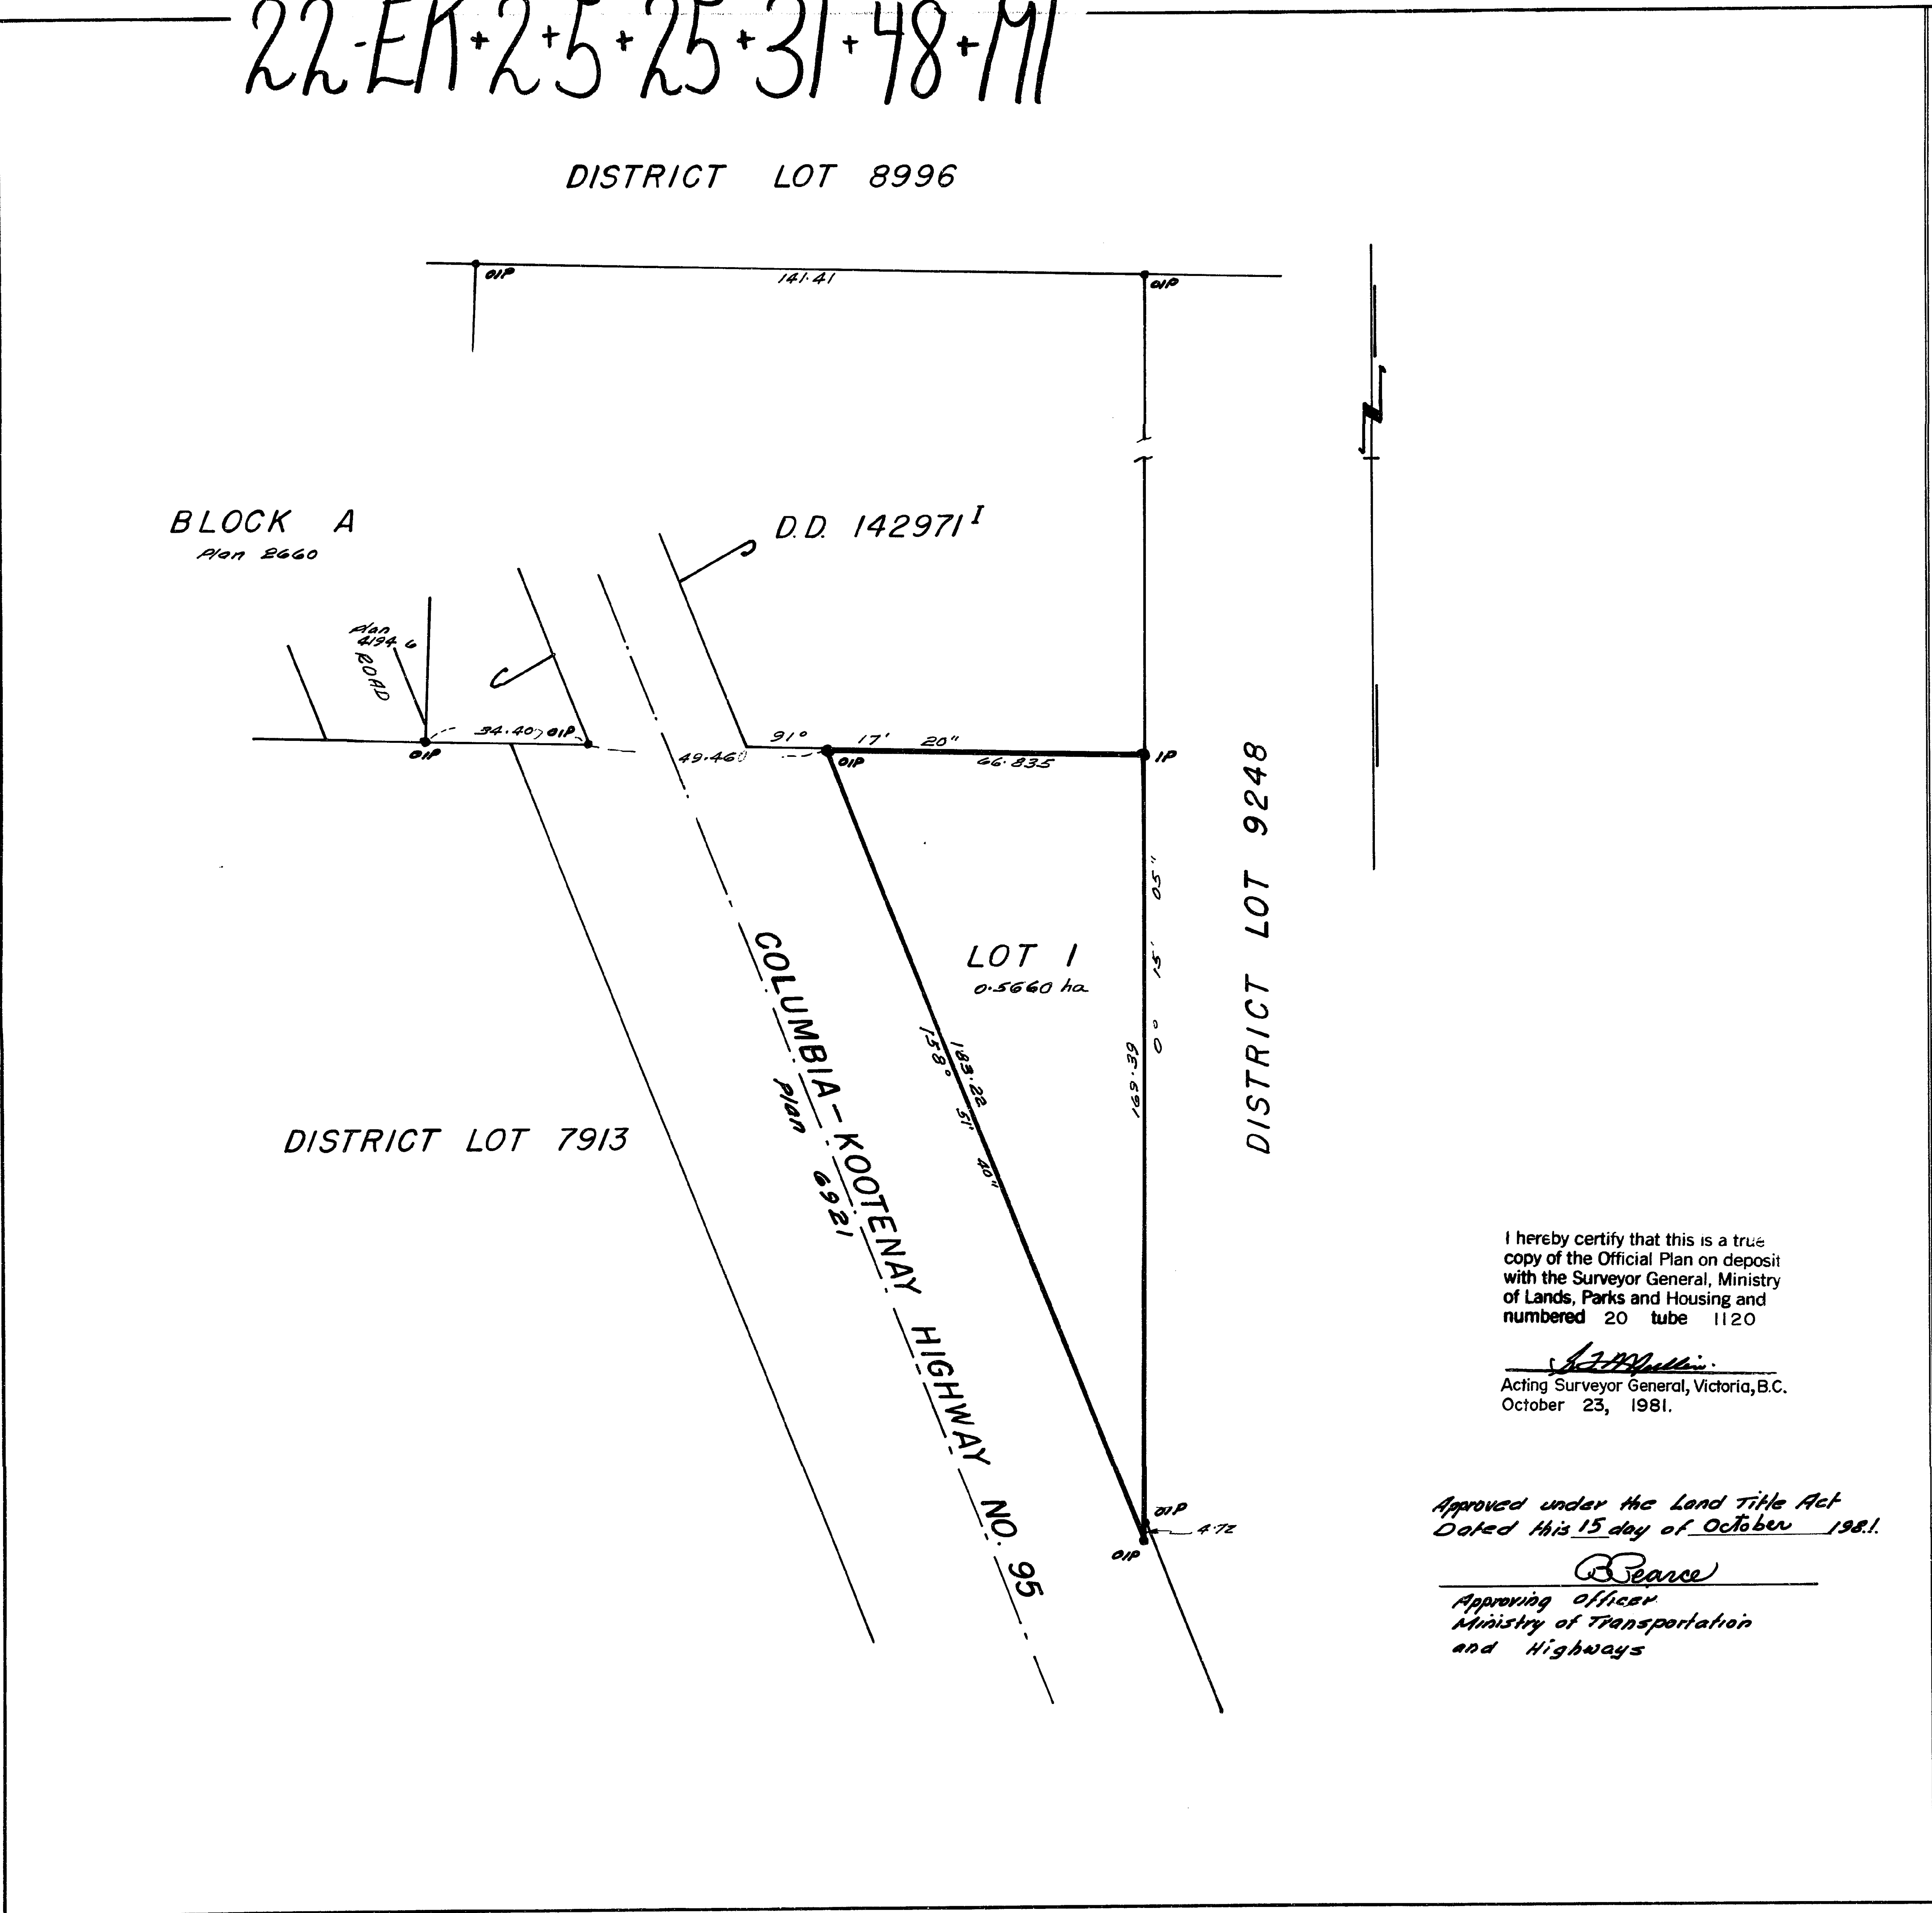 22-EK+2+5+25+31+48+M1
DISTRICT LOT 8996
OIP
141.41
OIP
BLOCK A
Plan 2660
D.D. 142971 I
Plan
4194
ROAD
34.407
OIP
OIP
49.460
91° 17' 20"
OIP
66.835
IP
DISTRICT LOT 9248
0° 15' 05"
169.39
LOT 1
0.5660 ha
183.22
158° 51' 40"
COLUMBIA-KOOTENAY HIGHWAY NO. 95
Plan 6921
DISTRICT LOT 7913
OIP
4.72
OIP
I hereby certify that this is a true
copy of the Official Plan on deposit
with the Surveyor General, Ministry
of Lands, Parks and Housing and
numbered 20 tube 1120
Acting Surveyor General, Victoria, B.C.
October 23, 1981.
Approved under the Land Title Act
Dated this 15 day of October 1981.
B Pearce
Approving Officer
Ministry of Transportation
and Highways